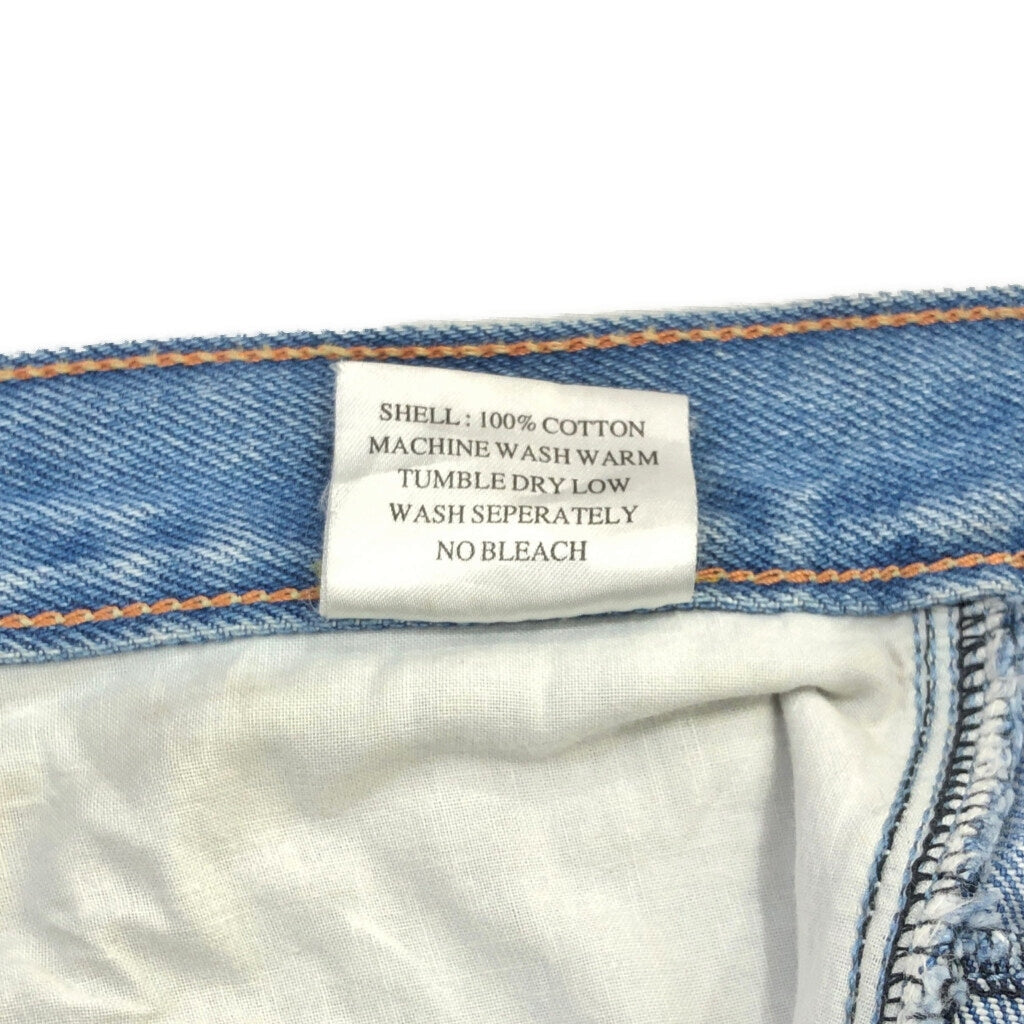 SHELL : 100% COTTON
MACHINE WASH WARM
TUMBLE DRY LOW
WASH SEPERATELY
NO BLEACH